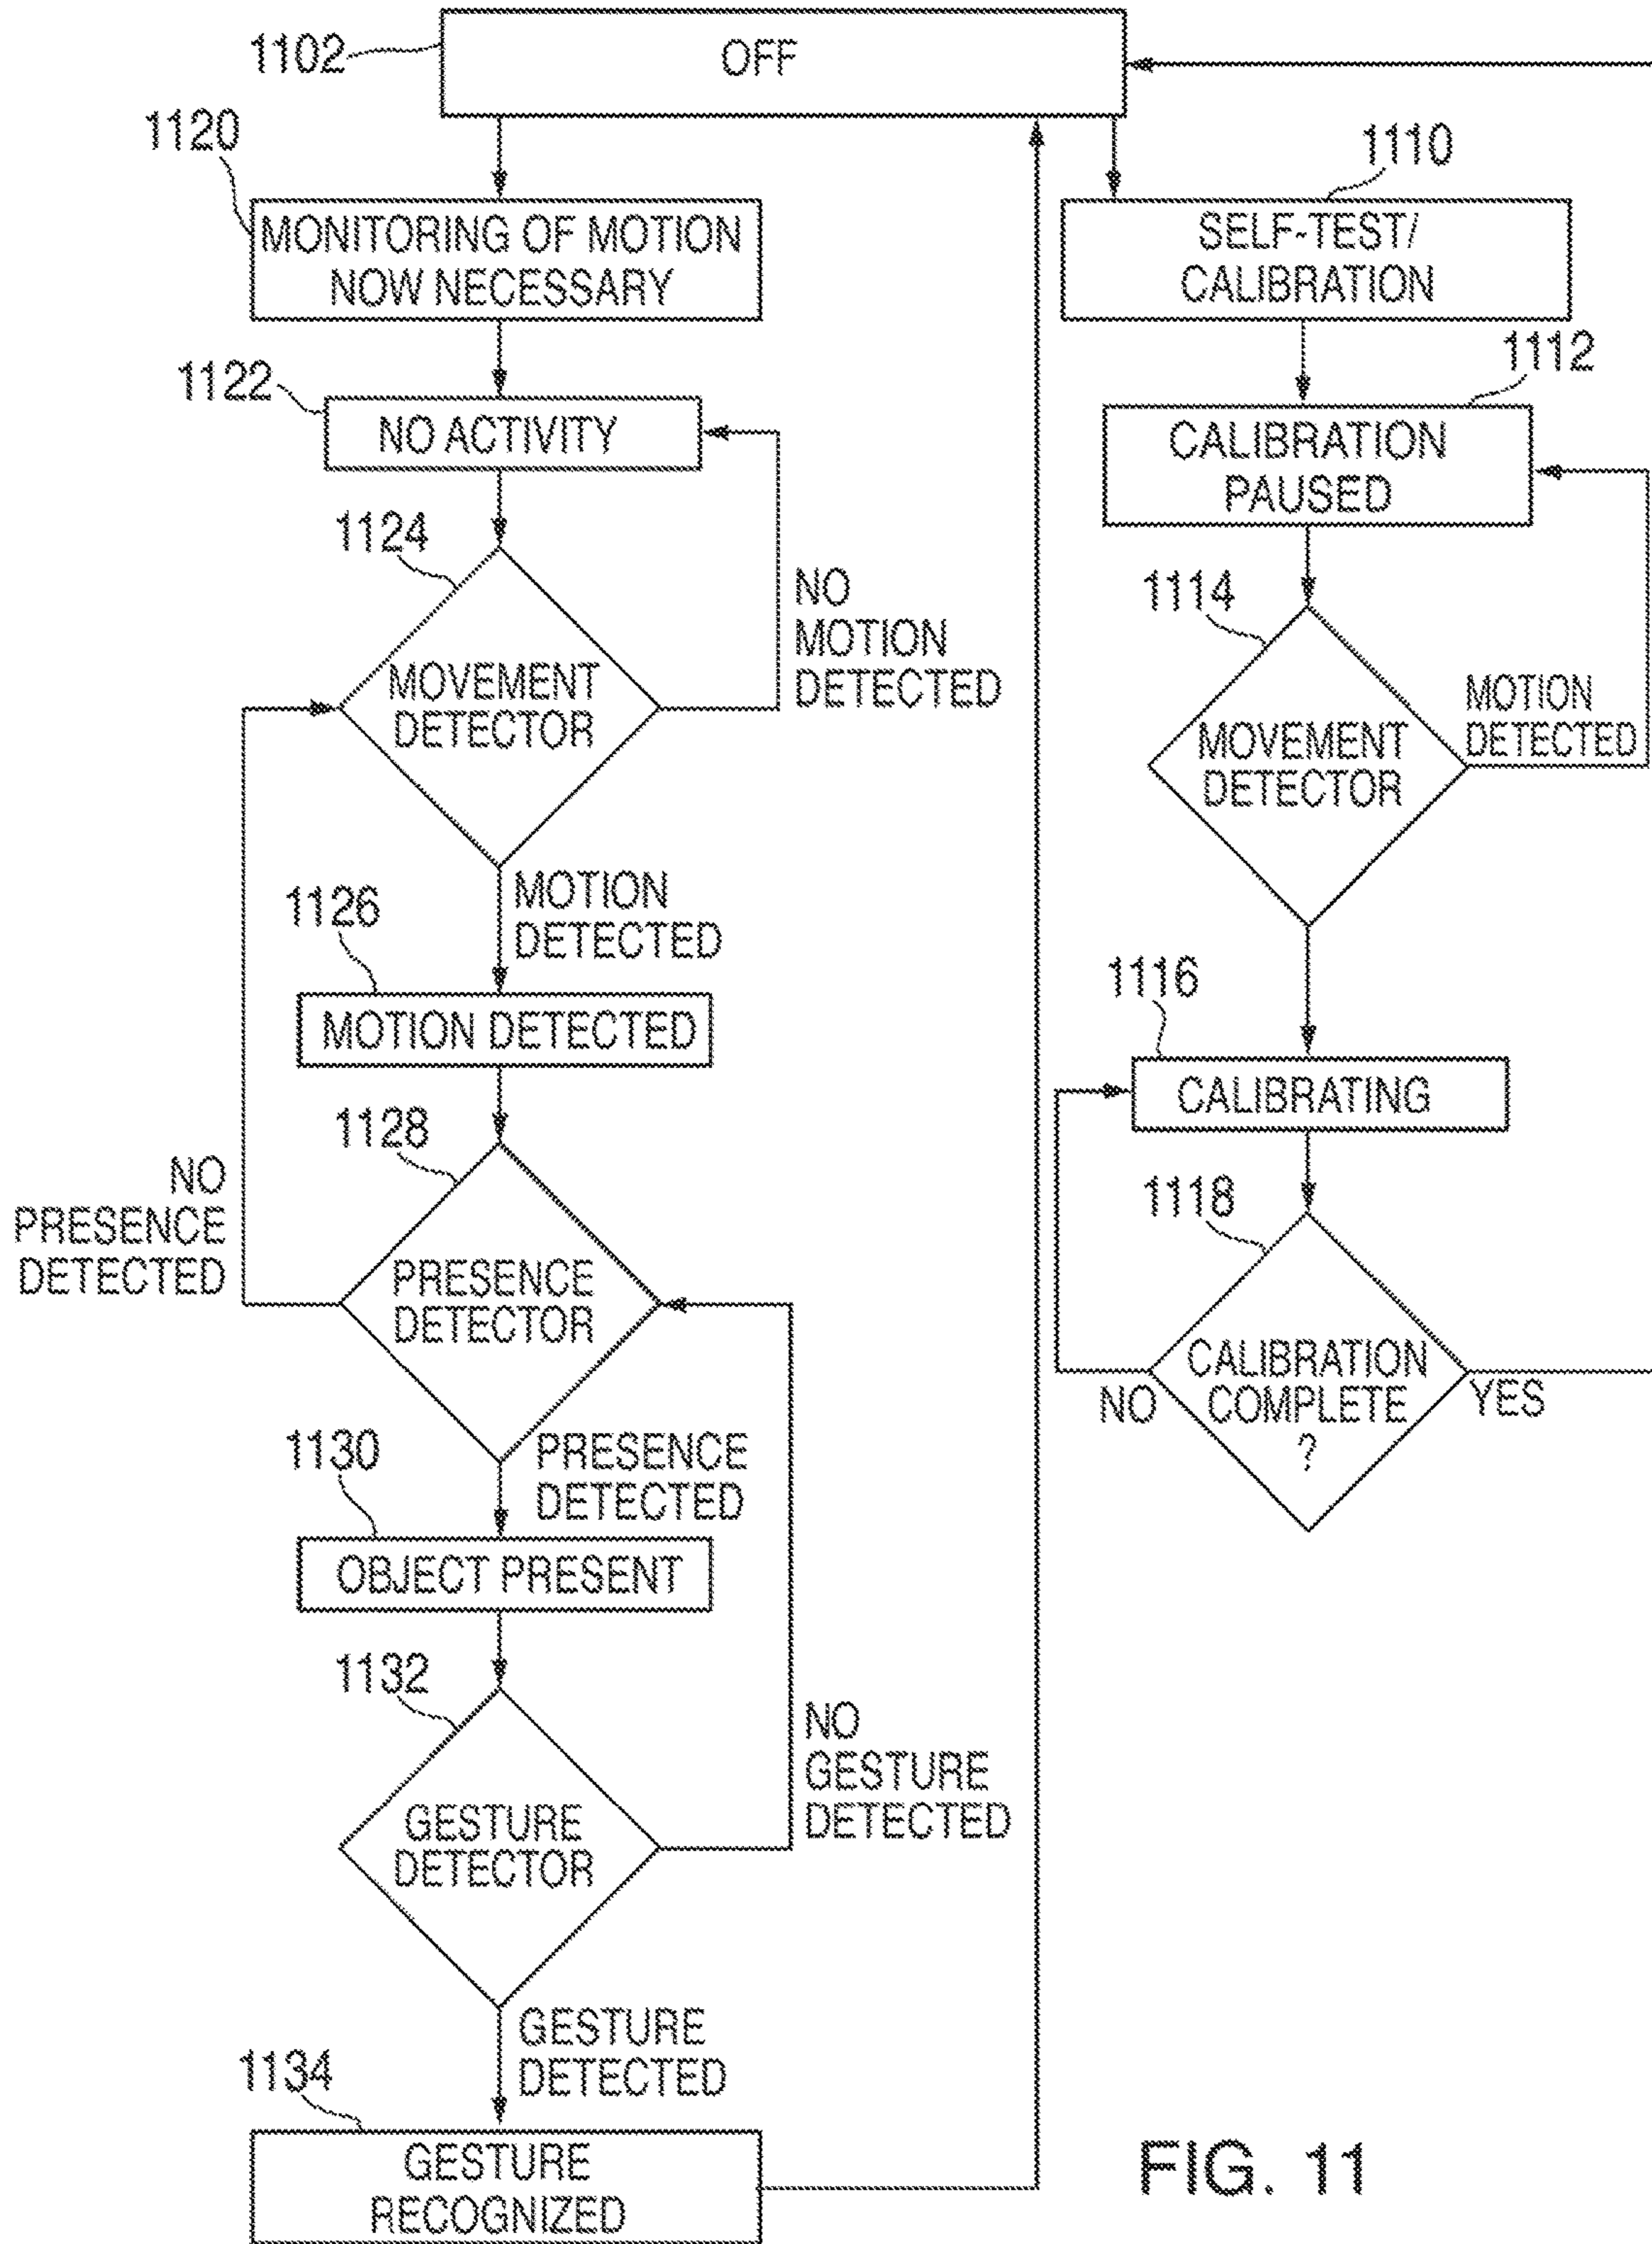 1102
OFF
1120
MONITORING OF MOTION
NOW NECESSARY
1122
NO ACTIVITY
1124
MOVEMENT
DETECTOR
NO
MOTION
DETECTED
MOTION
DETECTED
1126
MOTION DETECTED
1128
PRESENCE
DETECTOR
NO
PRESENCE
DETECTED
PRESENCE
DETECTED
1130
OBJECT PRESENT
1132
GESTURE
DETECTOR
NO
GESTURE
DETECTED
GESTURE
DETECTED
1134
GESTURE
RECOGNIZED
1110
SELF-TEST/
CALIBRATION
1112
CALIBRATION
PAUSED
1114
MOVEMENT
DETECTOR
MOTION
DETECTED
1116
CALIBRATING
1118
CALIBRATION
COMPLETE
?
NO
YES
FIG. 11